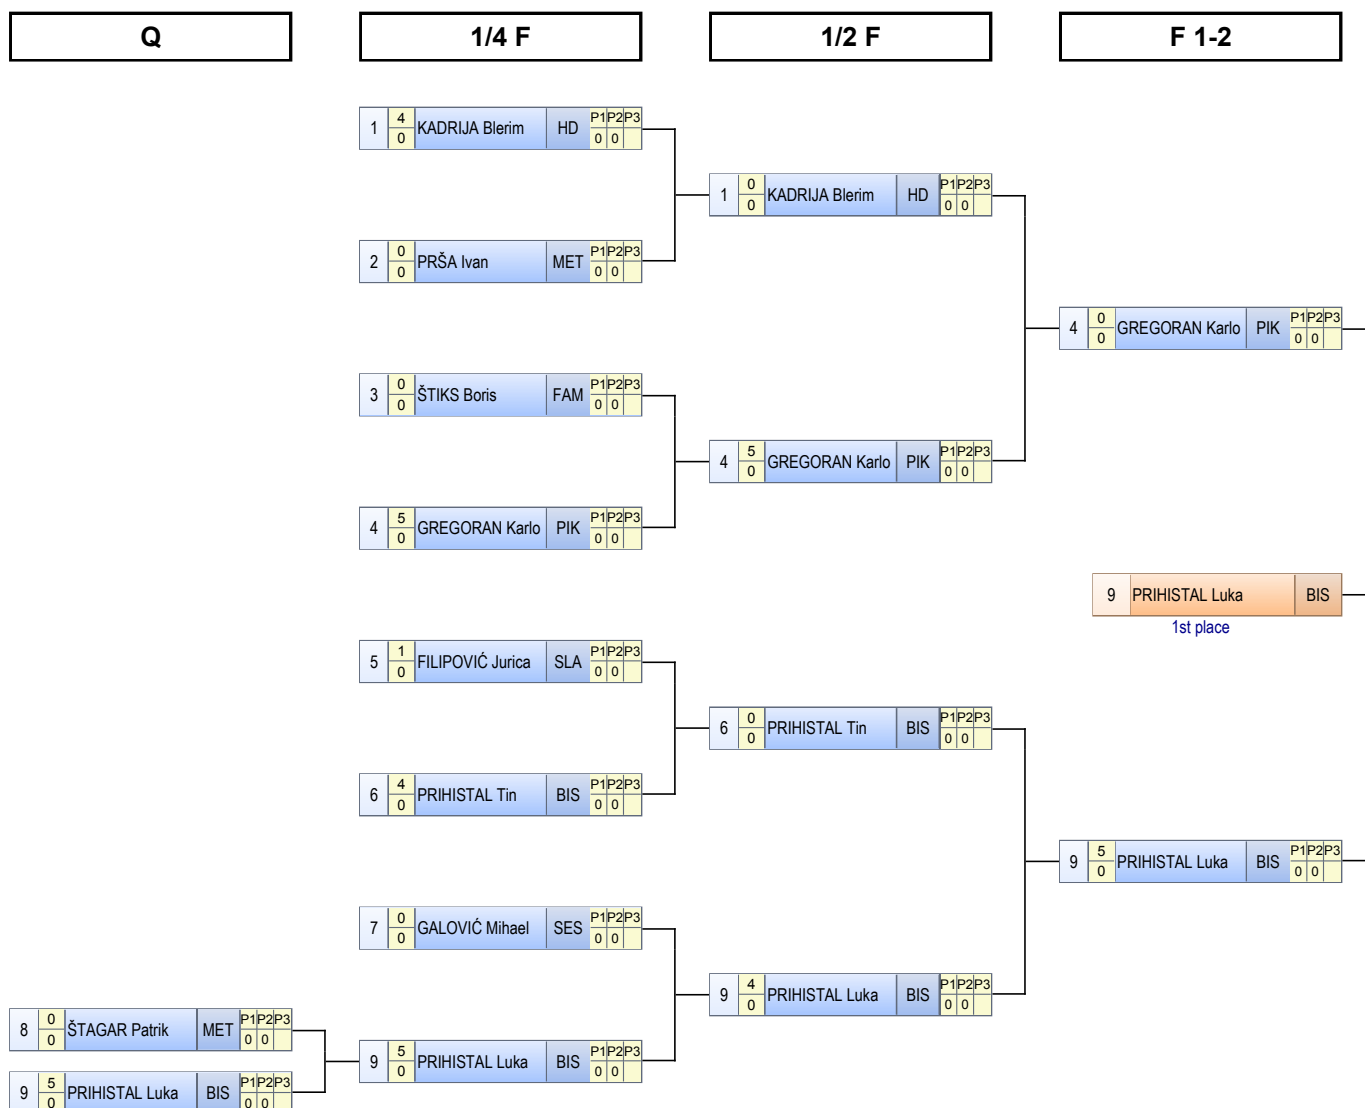 Q 1/4 F 1/2 F F 1-2
1 4 KADRIJA Blerim HD P1 P2 P3
0 0 0
1 0 KADRIJA Blerim HD P1 P2 P3
0 0 0
2 0 PRŠA Ivan MET P1 P2 P3
0 0 0
4 0 GREGORAN Karlo PIK P1 P2 P3
0 0 0
3 0 ŠTIKS Boris FAM P1 P2 P3
0 0 0
4 5 GREGORAN Karlo PIK P1 P2 P3
0 0 0
4 5 GREGORAN Karlo PIK P1 P2 P3
0 0 0
9 PRIHISTAL Luka BIS
1st place
5 1 FILIPOVIĆ Jurica SLA P1 P2 P3
0 0 0
6 0 PRIHISTAL Tin BIS P1 P2 P3
0 0 0
6 4 PRIHISTAL Tin BIS P1 P2 P3
0 0 0
9 5 PRIHISTAL Luka BIS P1 P2 P3
0 0 0
7 0 GALOVIĆ Mihael SES P1 P2 P3
0 0 0
9 4 PRIHISTAL Luka BIS P1 P2 P3
0 0 0
8 0 ŠTAGAR Patrik MET P1 P2 P3
0 0 0
9 5 PRIHISTAL Luka BIS P1 P2 P3
0 0 0
9 5 PRIHISTAL Luka BIS P1 P2 P3
0 0 0